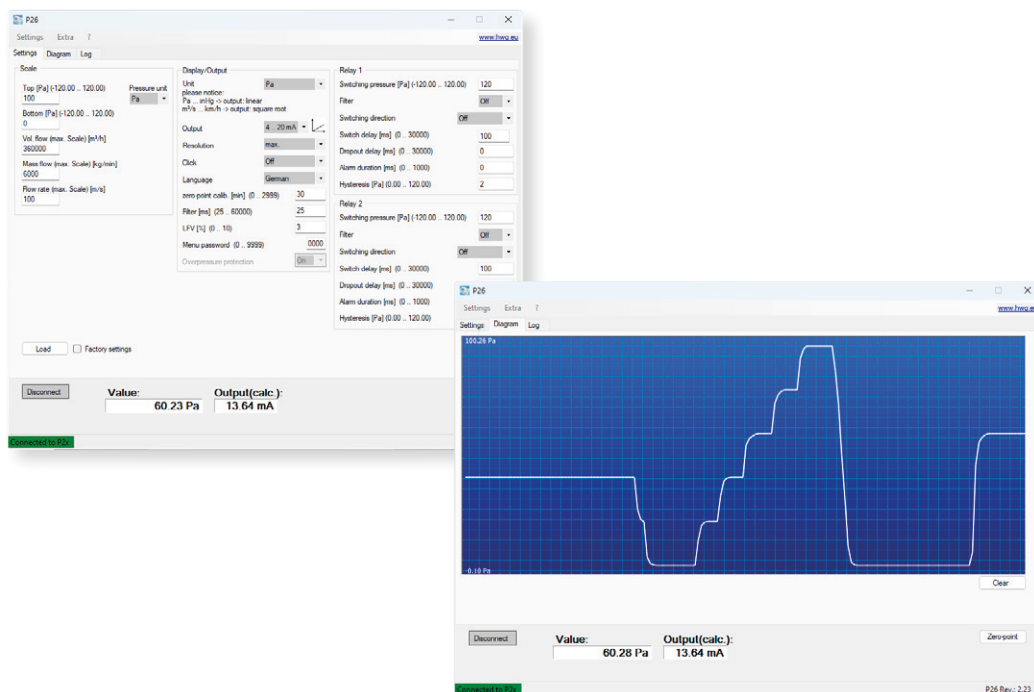 P26
Settings Extra ?
www.hwg.eu
Settings Diagram Log
Scale
Top [Pa] (-120.00 .. 120.00)
100
Pressure unit
Pa
Bottom [Pa] (-120.00 .. 120.00)
0
Vol. flow (max. Scale) [m³/h]
360000
Mass flow (max. Scale) [kg/min]
6000
Flow rate (max. Scale) [m/s]
100
Display/Output
Unit Pa
please notice:
Pa ... inHg -> output: linear
m³/s ... km/h -> output: square root
Output 4 .. 20 mA
Resolution max.
Click Off
Language German
zero point calib. [min] (0 .. 2999) 30
Filter [ms] (25 .. 60000) 25
LFV [%] (0 .. 10) 3
Menu password (0 .. 9999) 0000
Overpressure protection On
Relay 1
Switching pressure [Pa] (-120.00 .. 120.00) 120
Filter Off
Switching direction Off
Switch delay [ms] (0 .. 30000) 100
Dropout delay [ms] (0 .. 30000) 0
Alarm duration [ms] (0 .. 1000) 0
Hysteresis [Pa] (0.00 .. 120.00) 2
Relay 2
Switching pressure [Pa] (-120.00 .. 120.00) 120
Filter Off
Switching direction Off
Switch delay [ms] (0 .. 30000) 100
Dropout delay [ms] (0 .. 30000)
Alarm duration [ms] (0 .. 1000)
Hysteresis [Pa] (0.00 .. 120.00)
Load Factory settings
Disconnect
Value:
60.23 Pa
Output(calc.):
13.64 mA
Connected to P2x
P26
Settings Extra ?
www.hwg.eu
Settings Diagram Log
100.26 Pa
-0.10 Pa
Clear
Disconnect
Value:
60.28 Pa
Output(calc.):
13.64 mA
Zero-point
Connected to P2x
P26 Rev.: 2.23